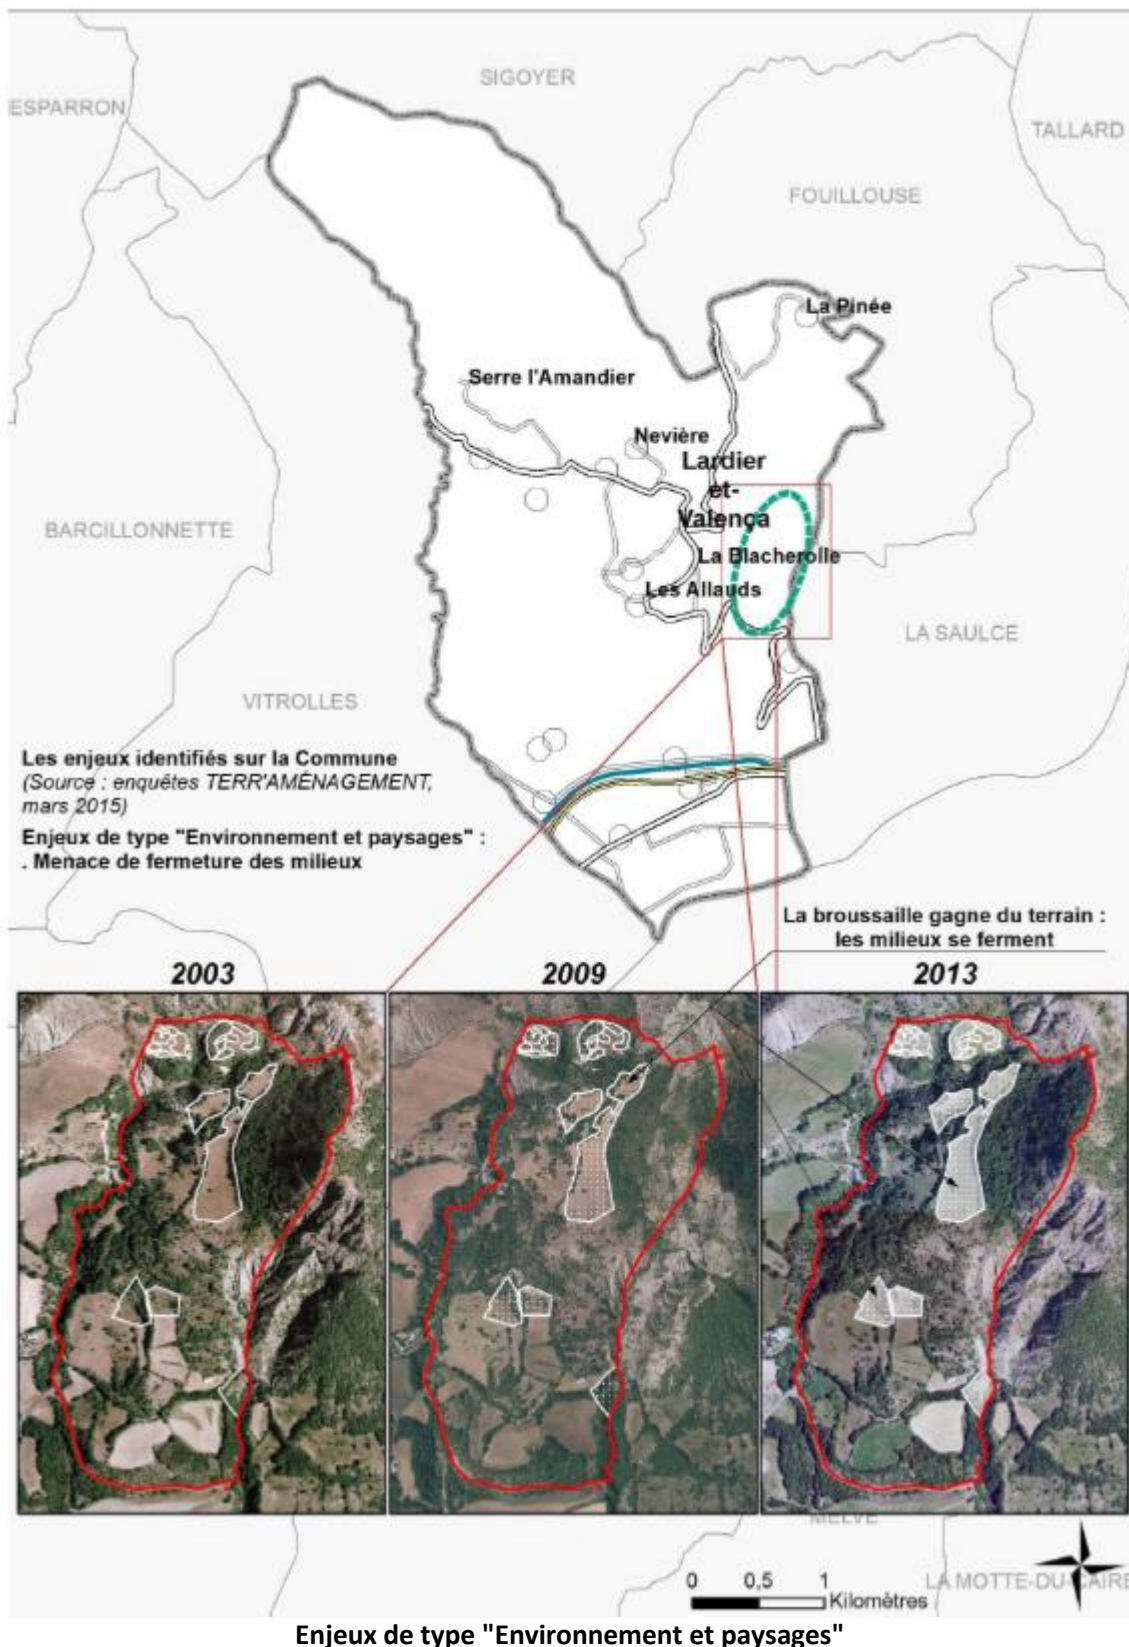 SIGOYER
ESPARRON
TALLARD
FOUILLOUSE
La Pinée
Serre l'Amandier
Nevière
Lardier
et-
Valença
BARCILLONNETTE
La Blacherolle
Les Allauds
LA SAULCE
VITROLLES
Les enjeux identifiés sur la Commune
(Source : enquêtes TERR'AMÉNAGEMENT,
mars 2015)
Enjeux de type "Environnement et paysages" :
. Menace de fermeture des milieux
La broussaille gagne du terrain :
les milieux se ferment
2003
2009
2013
MELVE
LA MOTTE-DU-CAIRE
0 0,5 1
Kilomètres
Enjeux de type "Environnement et paysages"